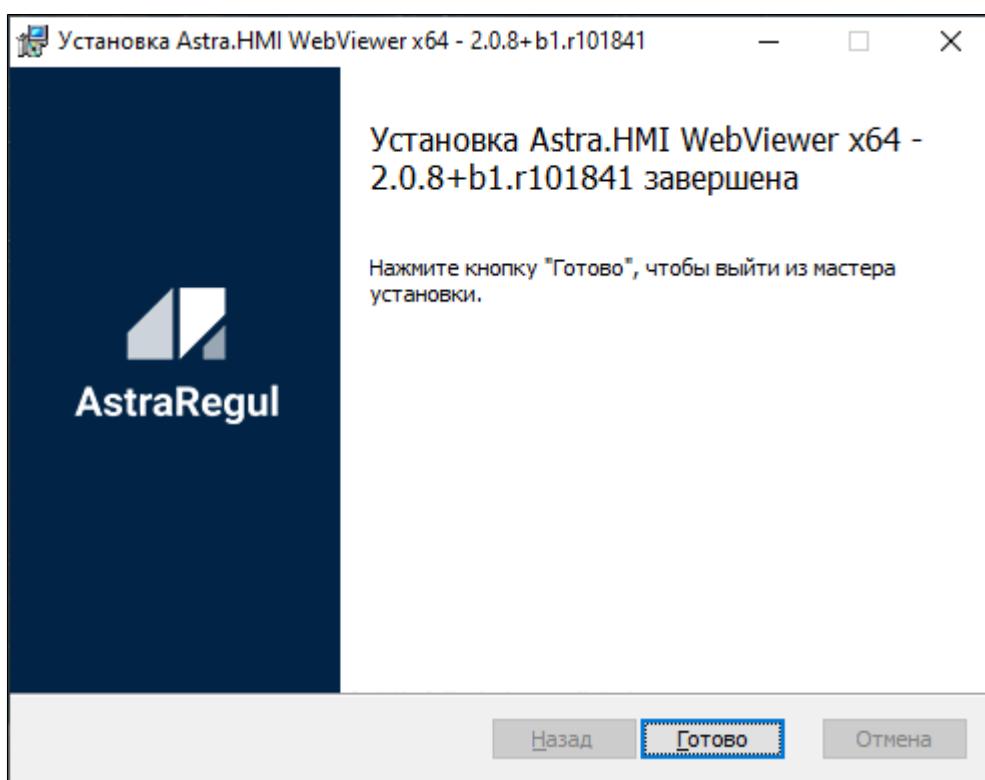 Установка Astra.HMI WebViewer x64 - 2.0.8+b1.r101841
Установка Astra.HMI WebViewer x64 -
2.0.8+b1.r101841 завершена
Нажмите кнопку "Готово", чтобы выйти из мастера
установки.
AstraRegul
Назад
Готово
Отмена